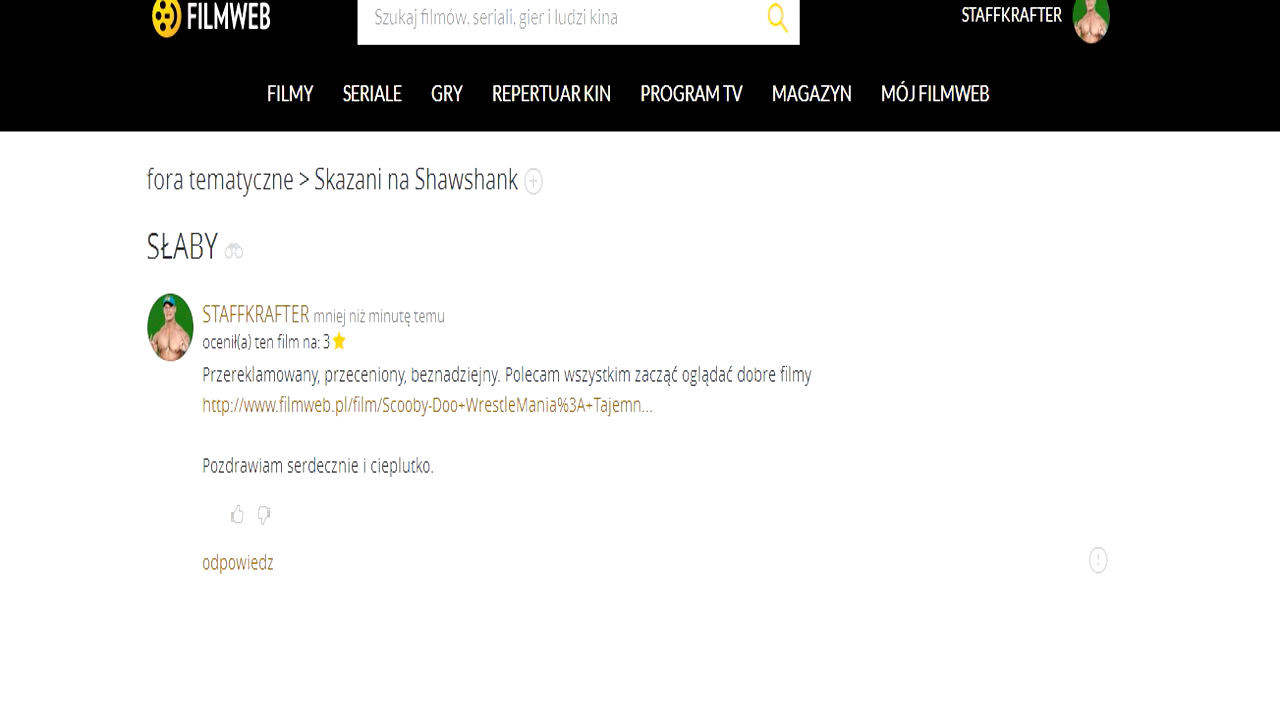 FILMWEB
Szukaj filmów, seriali, gier i ludzi kina
STAFFKRAFTER
FILMY SERIALE GRY REPERTUAR KIN PROGRAM TV MAGAZYN MÓJ FILMWEB
fora tematyczne > Skazani na Shawshank
SŁABY
STAFFKRAFTER mniej niż minutę temu
ocenił(a) ten film na: 3
Przereklamowany, przeceniony, beznadziejny. Polecam wszystkim zacząć oglądać dobre filmy
http://www.filmweb.pl/film/Scooby-Doo+WrestleMania%3A+Tajemn...
Pozdrawiam serdecznie i cieplutko.
odpowiedz